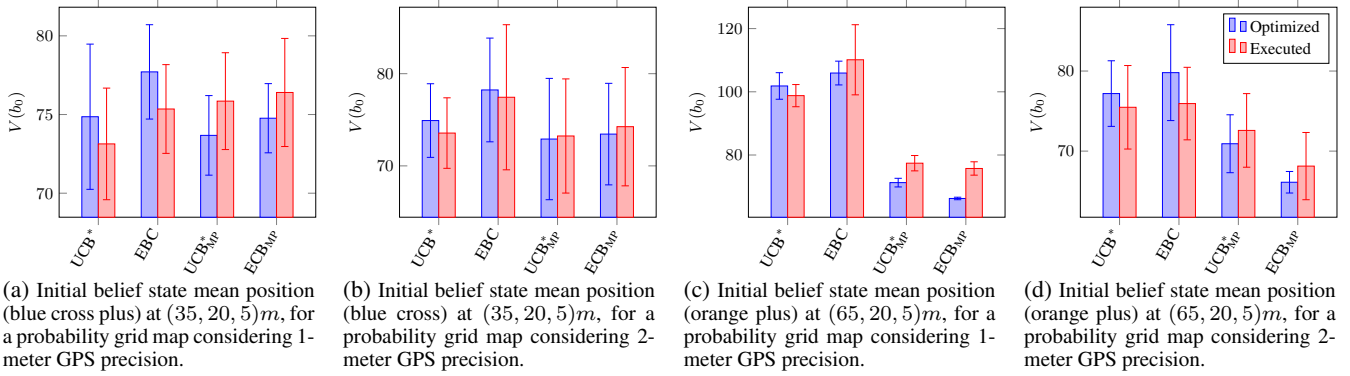 80
75
70
V(b₀)
UCB*
EBC
UCB*MP
ECBMP
80
70
V(b₀)
UCB*
EBC
UCB*MP
ECBMP
120
100
80
V(b₀)
UCB*
EBC
UCB*MP
ECBMP
80
70
V(b₀)
UCB*
EBC
UCB*MP
ECBMP
Optimized
Executed
(a) Initial belief state mean position
(blue cross plus) at (35, 20, 5)m, for
a probability grid map considering 1-
meter GPS precision.
(b) Initial belief state mean position
(blue cross) at (35, 20, 5)m, for a
probability grid map considering 2-
meter GPS precision.
(c) Initial belief state mean position
(orange plus) at (65, 20, 5)m, for a
probability grid map considering 1-
meter GPS precision.
(d) Initial belief state mean position
(orange plus) at (65, 20, 5)m, for a
probability grid map considering 2-
meter GPS precision.